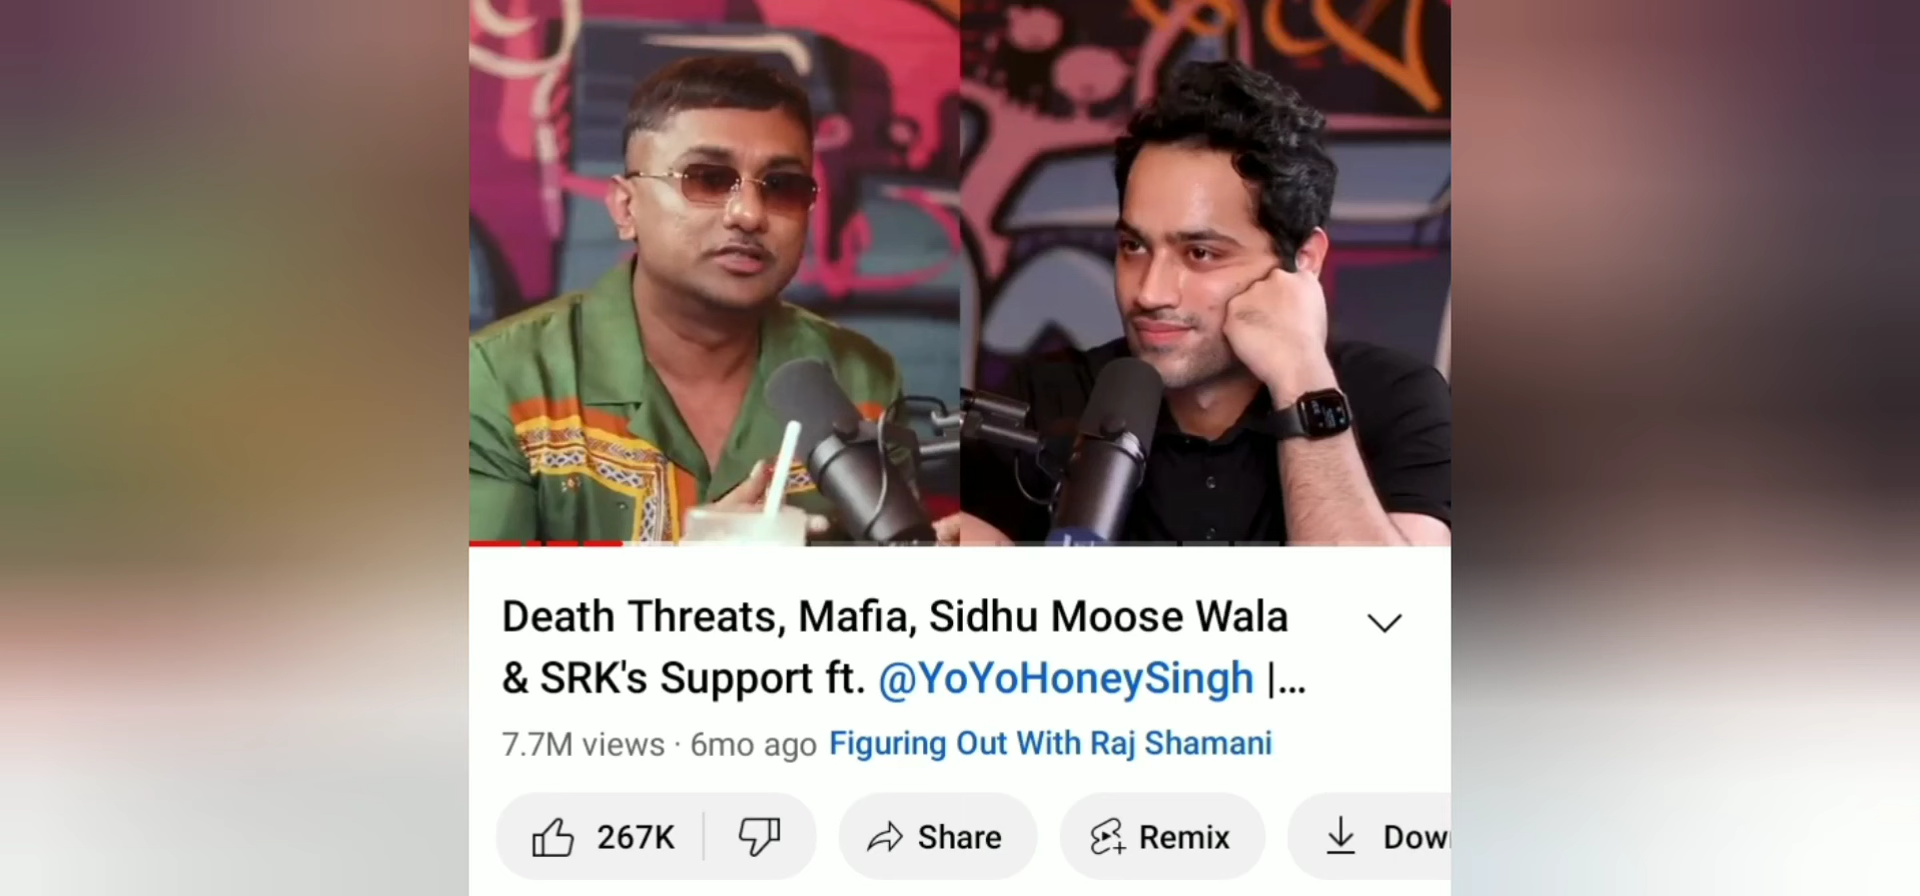 Death Threats, Mafia, Sidhu Moose Wala
& SRK's Support ft. @YoYoHoneySingh |...
7.7M views · 6mo ago Figuring Out With Raj Shamani
267K Share Remix Down